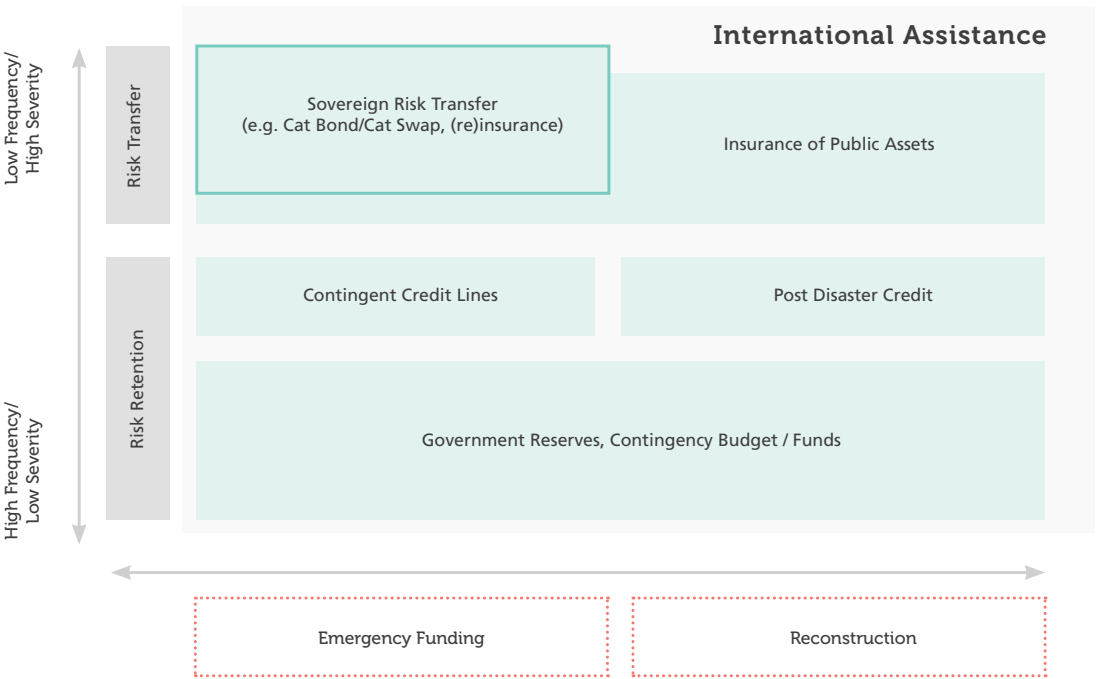 International Assistance
Low Frequency/
High Severity
Risk Transfer
Sovereign Risk Transfer
(e.g. Cat Bond/Cat Swap, (re)insurance)
Insurance of Public Assets
Contingent Credit Lines
Post Disaster Credit
High Frequency/
Low Severity
Risk Retention
Government Reserves, Contingency Budget / Funds
Emergency Funding
Reconstruction